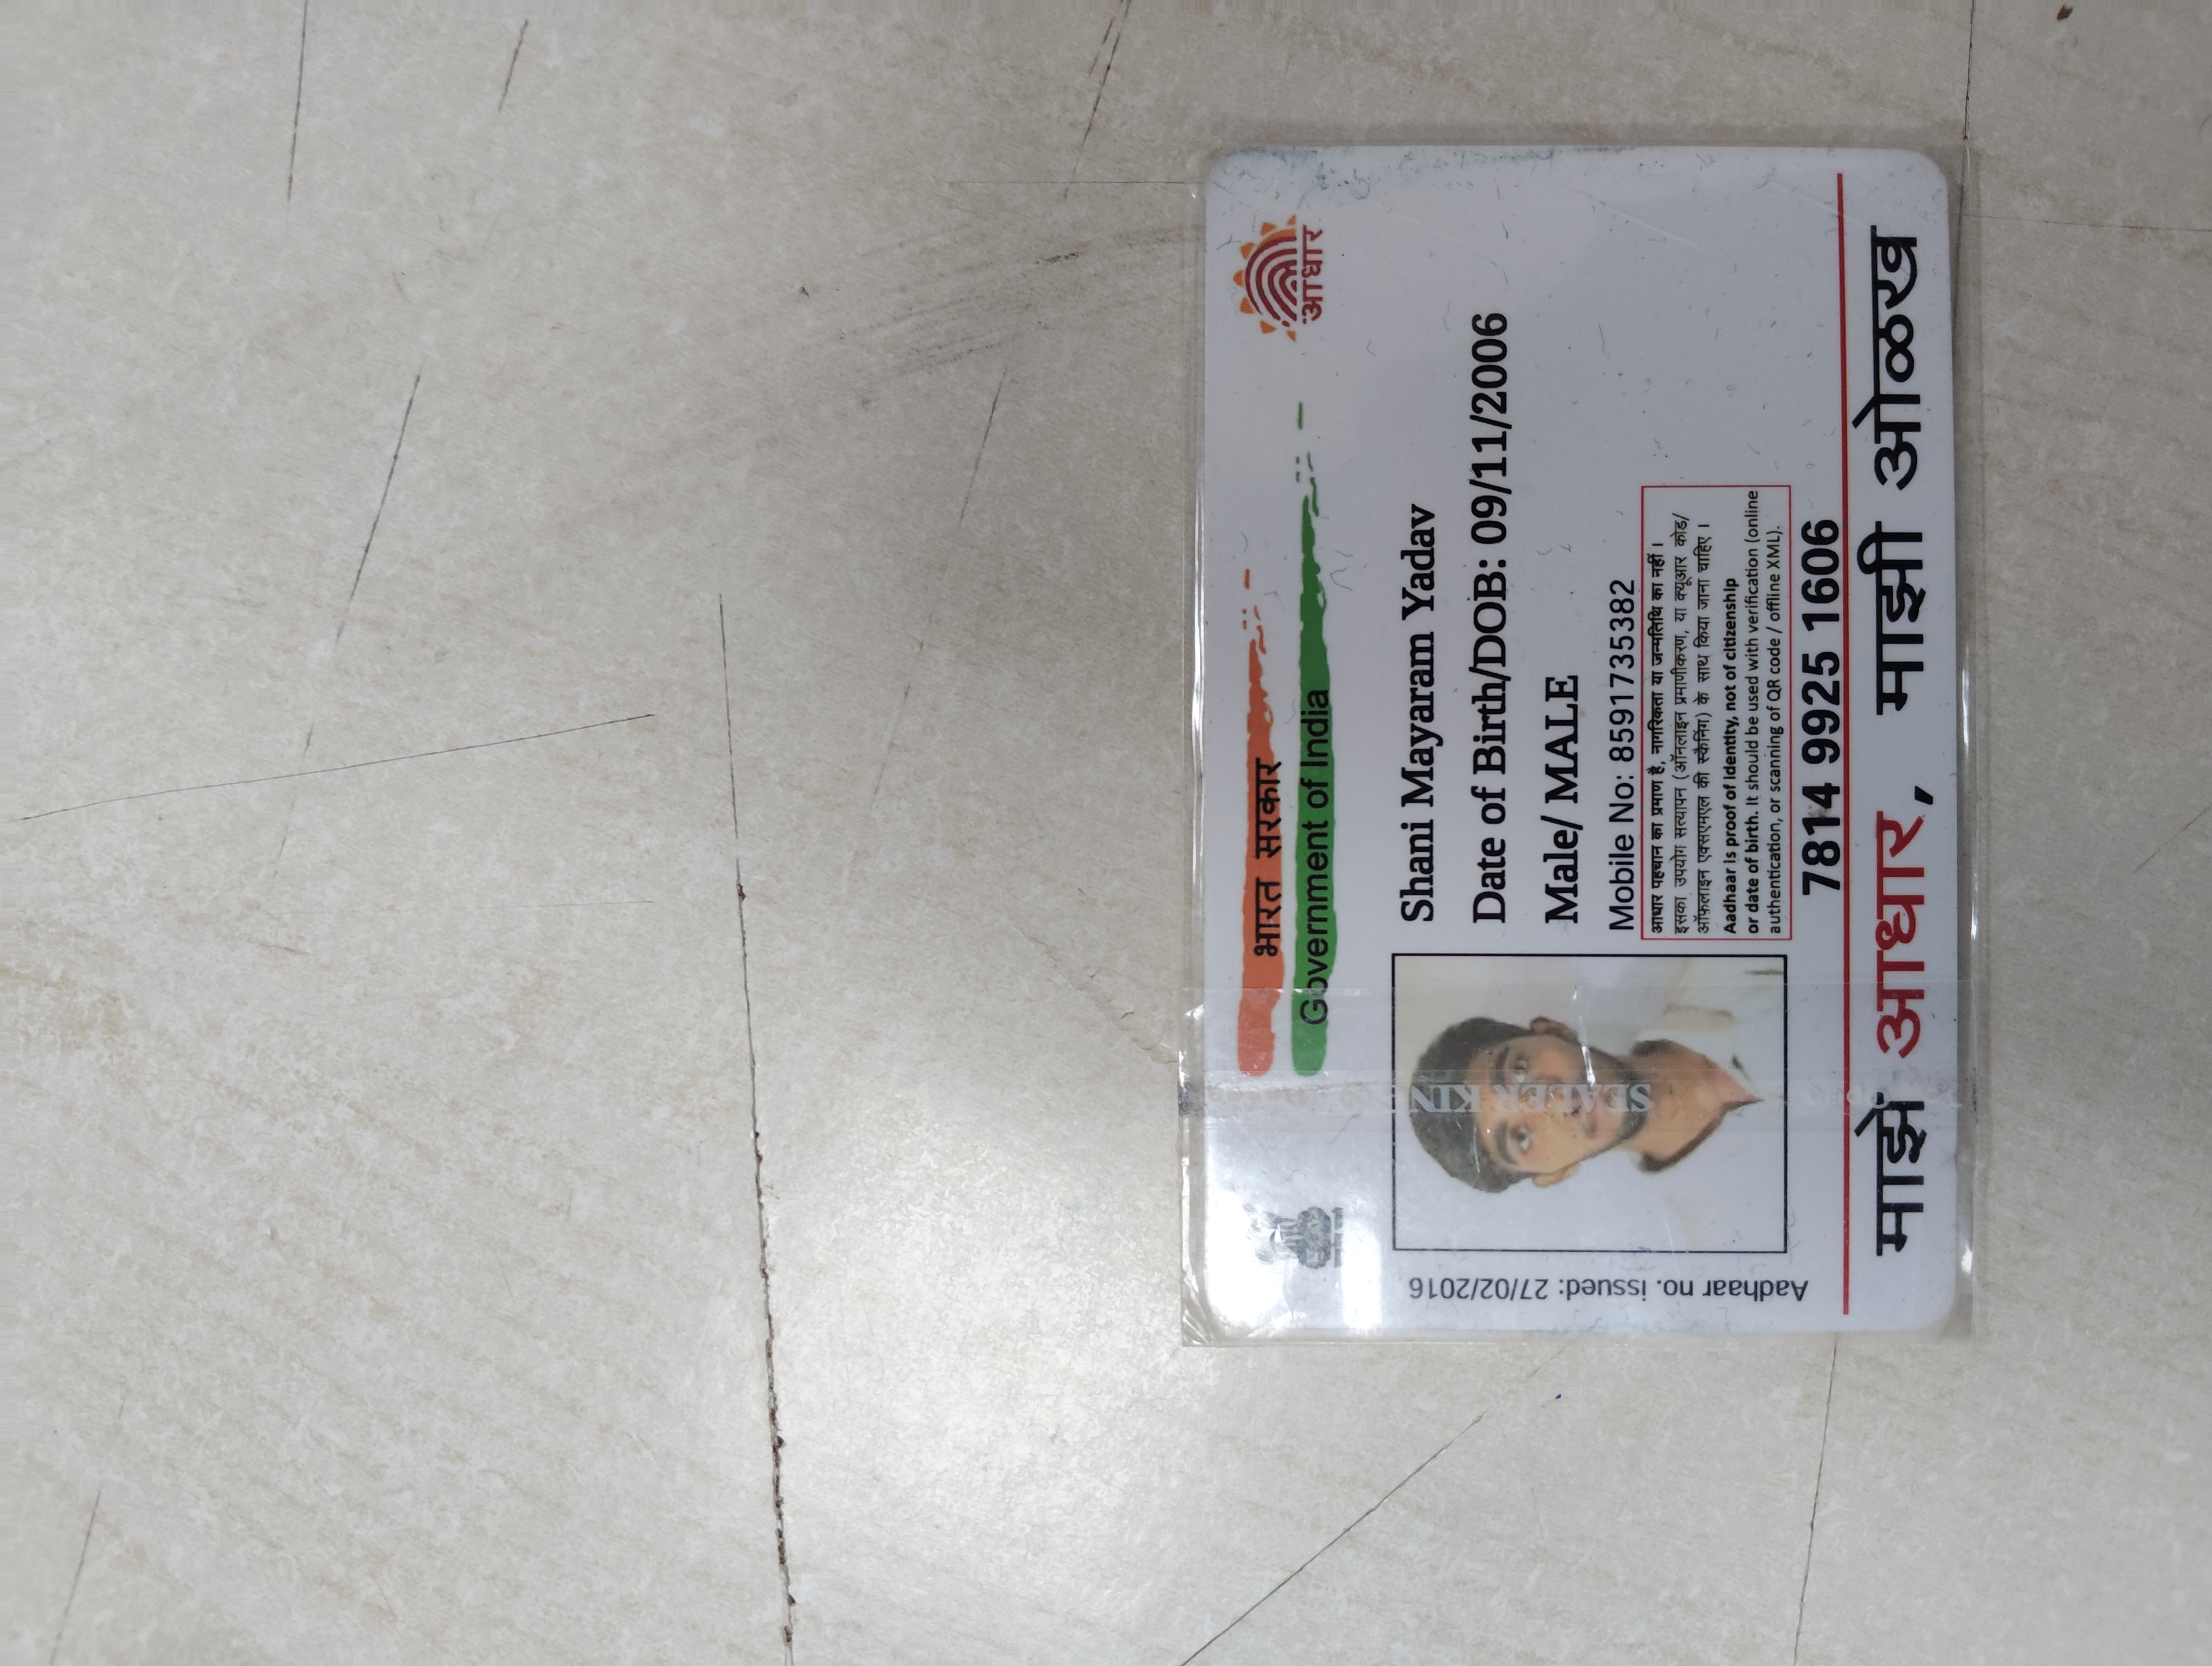 भारत सरकार
Government of India
आधार
Shani Mayaram Yadav
Date of Birth/DOB: 09/11/2006
Male/ MALE
Mobile No: 8591735382
आधार पहचान का प्रमाण है, नागरिकता या जन्मतिथि का नहीं ।
इसका उपयोग सत्यापन (ऑनलाइन प्रमाणीकरण, या क्यूआर कोड/
ऑफ़लाइन एक्सएमएल की स्कैनिंग) के साथ किया जाना चाहिए ।
Aadhaar is proof of identity, not of citizenship
or date of birth. It should be used with verification (online
authentication, or scanning of QR code / offline XML).
7814 9925 1606
माझे आधार, माझी ओळख
Aadhaar no. issued: 27/02/2016
SEALER KING